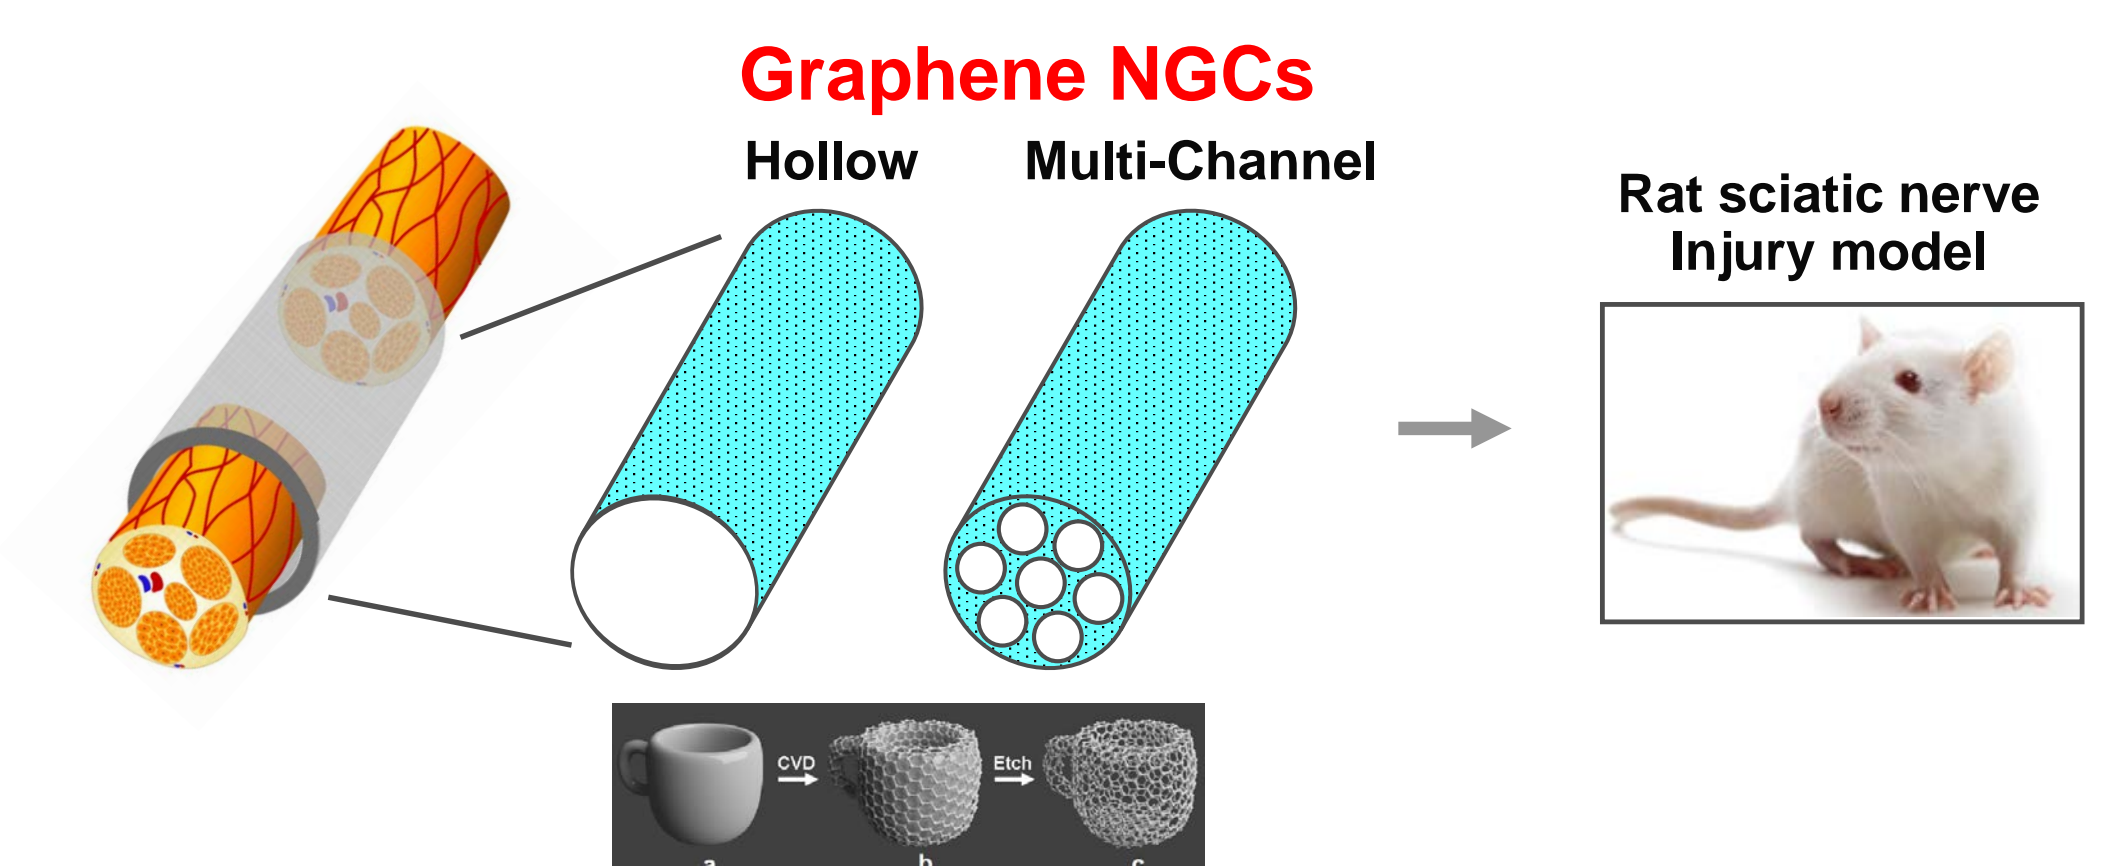 Graphene NGCs
Hollow
Multi-Channel
Rat sciatic nerve
Injury model
CVD
Etch
a
b
c